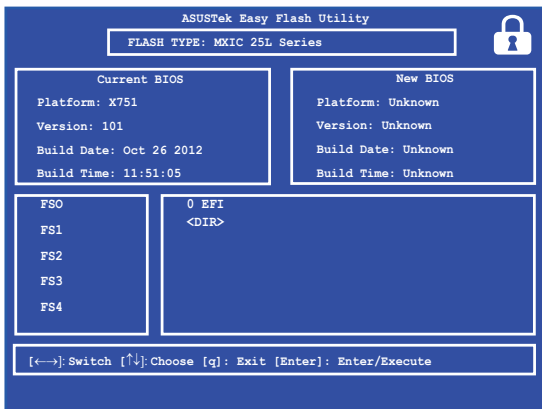 ASUSTek Easy Flash Utility
FLASH TYPE: MXIC 25L Series
Current BIOS
Platform: X751
Version: 101
Build Date: Oct 26 2012
Build Time: 11:51:05
New BIOS
Platform: Unknown
Version: Unknown
Build Date: Unknown
Build Time: Unknown
FSO
FS1
FS2
FS3
FS4
0 EFI
<DIR>
[←→]: Switch [↑↓]: Choose [q]: Exit [Enter]: Enter/Execute